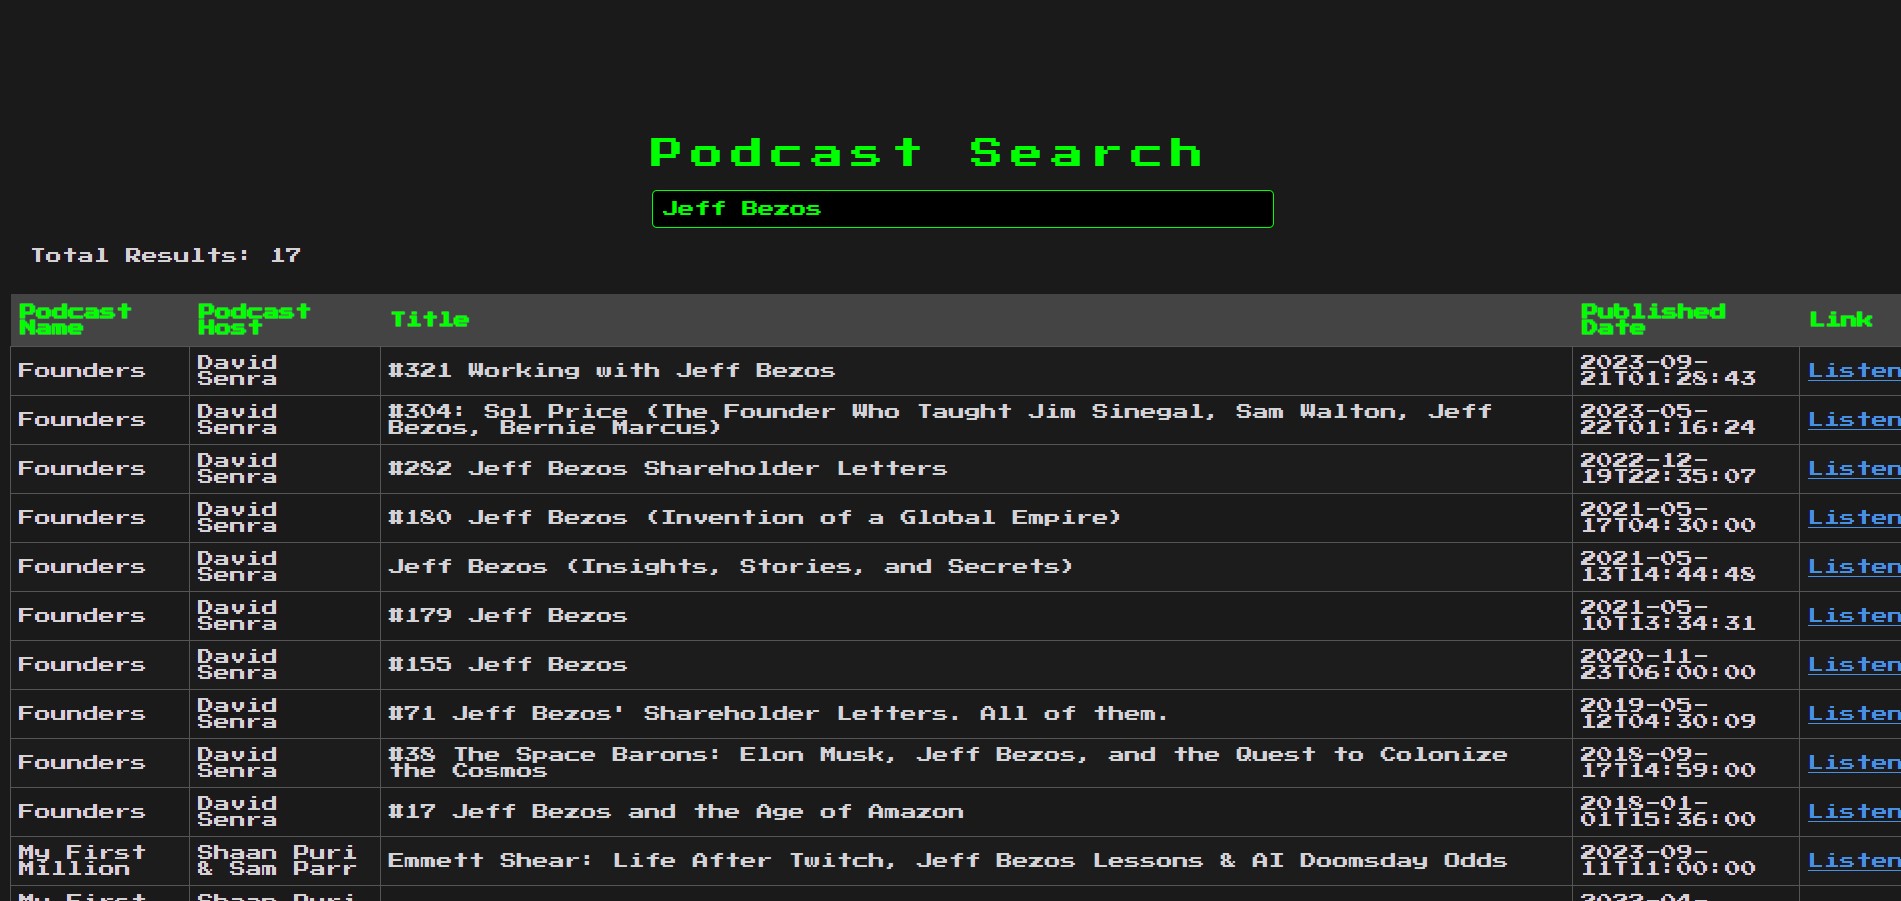 Podcast Search
Jeff Bezos
Total Results: 17
Podcast Name Podcast Host Title Published Date Link
Founders David Senra #321 Working with Jeff Bezos 2023-09-21T01:28:43 Listen
Founders David Senra #304: Sol Price (The Founder Who Taught Jim Sinegal, Sam Walton, Jeff Bezos, Bernie Marcus) 2023-05-22T01:16:24 Listen
Founders David Senra #282 Jeff Bezos Shareholder Letters 2022-12-19T22:35:07 Listen
Founders David Senra #180 Jeff Bezos (Invention of a Global Empire) 2021-05-17T04:30:00 Listen
Founders David Senra Jeff Bezos (Insights, Stories, and Secrets) 2021-05-13T14:44:48 Listen
Founders David Senra #179 Jeff Bezos 2021-05-10T13:34:31 Listen
Founders David Senra #155 Jeff Bezos 2020-11-23T06:00:00 Listen
Founders David Senra #71 Jeff Bezos' Shareholder Letters. All of them. 2019-05-12T04:30:09 Listen
Founders David Senra #38 The Space Barons: Elon Musk, Jeff Bezos, and the Quest to Colonize the Cosmos 2018-09-17T14:59:00 Listen
Founders David Senra #17 Jeff Bezos and the Age of Amazon 2018-01-01T15:36:00 Listen
My First Million Shaan Puri & Sam Parr Emmett Shear: Life After Twitch, Jeff Bezos Lessons & AI Doomsday Odds 2023-09-11T11:00:00 Listen
My First Shaan Puri 2022-04-